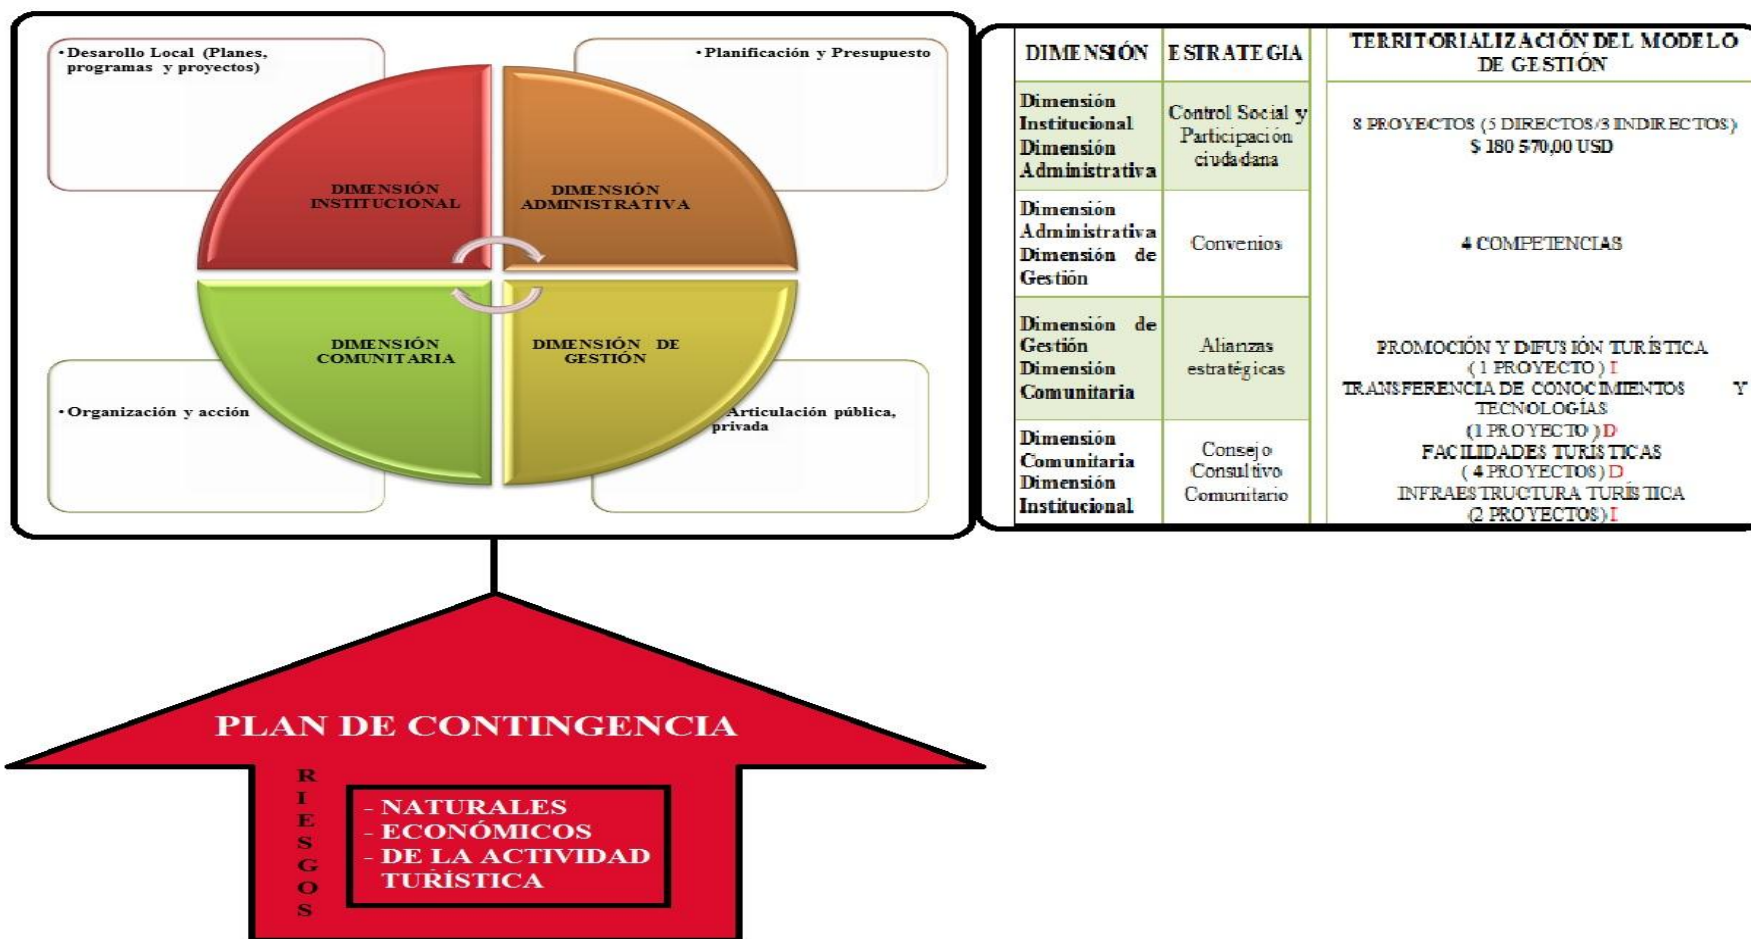 • Desarollo Local (Planes,
programas y proyectos)
• Planificación y Presupuesto
DIMENSIÓN
INSTITUCIONAL
DIMENSIÓN
ADMINISTRATIVA
DIMENSIÓN
COMUNITARIA
DIMENSIÓN DE
GESTIÓN
• Organización y acción
Articulación pública,
privada
DIMENSIÓN
ESTRATEGIA
TERRITORIALIZACIÓN DEL MODELO
DE GESTIÓN
Dimensión
Institucional
Dimensión
Administrativa
Control Social y
Participación
ciudadana
8 PROYECTOS (5 DIRECTOS/3 INDIRECTOS)
$ 180 570,00 USD
Dimensión
Administrativa
Dimensión de
Gestión
Convenios
4 COMPETENCIAS
Dimensión de
Gestión
Dimensión
Comunitaria
Alianzas
estratégicas
Dimensión
Comunitaria
Dimensión
Institucional
Consejo
Consultivo
Comunitario
PROMOCIÓN Y DIFUSIÓN TURÍSTICA
( 1 PROYECTO ) I
TRANSFERENCIA DE CONOCIMIENTOS Y
TECNOLOGÍAS
(1 PROYECTO ) D
FACILIDADES TURÍSTICAS
( 4 PROYECTOS) D
INFRAESTRUCTURA TURÍSTICA
(2 PROYECTOS) I
PLAN DE CONTINGENCIA
RIESGOS
- NATURALES
- ECONÓMICOS
- DE LA ACTIVIDAD
TURÍSTICA